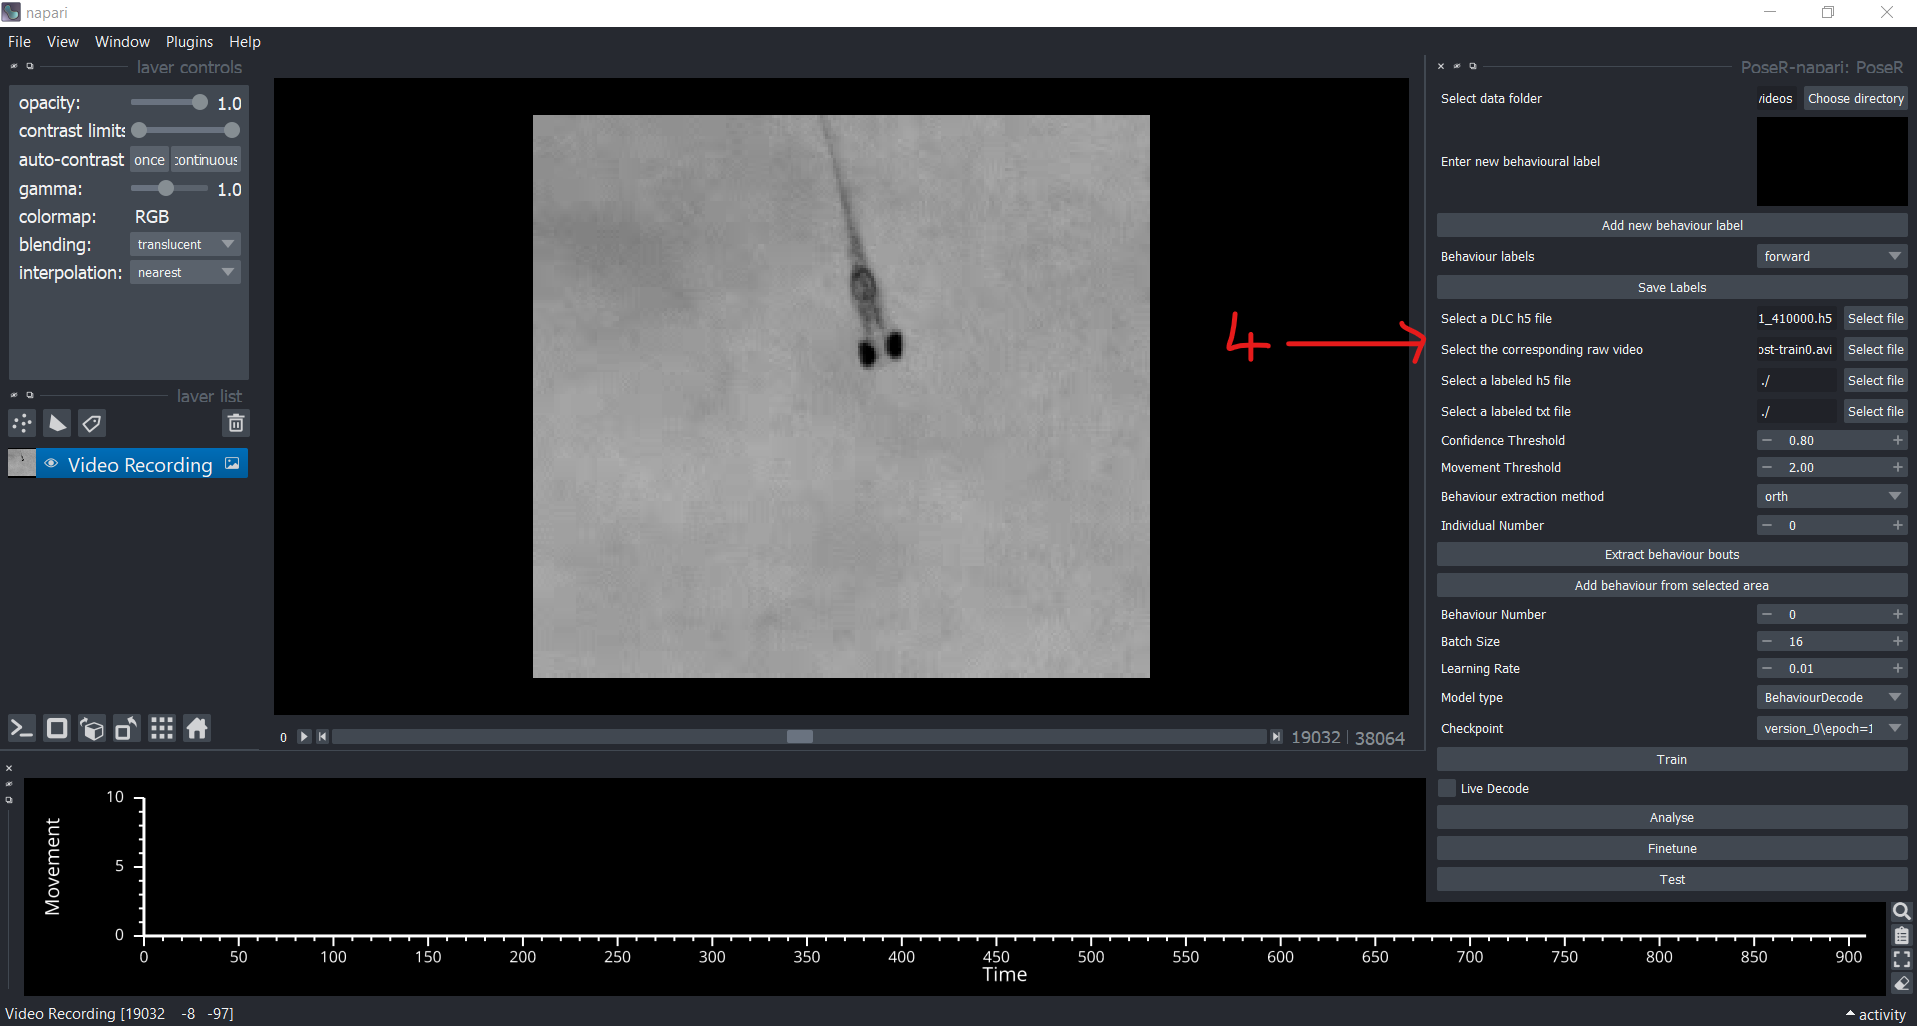 napari
File View Window Plugins Help
layer controls
opacity: 1.0
contrast limits
auto-contrast once continuous
gamma: 1.0
colormap: RGB
blending: translucent
interpolation: nearest
layer list
Video Recording
0 19032 38064
4
PoseR-napari: PoseR
Select data folder videos Choose directory
Enter new behavioural label
Add new behaviour label
Behaviour labels forward
Save Labels
Select a DLC h5 file 1_410000.h5 Select file
Select the corresponding raw video ost-train0.avi Select file
Select a labeled h5 file ./ Select file
Select a labeled txt file ./ Select file
Confidence Threshold − 0.80 +
Movement Threshold − 2.00 +
Behaviour extraction method orth
Individual Number − 0 +
Extract behaviour bouts
Add behaviour from selected area
Behaviour Number − 0 +
Batch Size − 16 +
Learning Rate − 0.01 +
Model type BehaviourDecode
Checkpoint version_0\epoch=1
Train
Live Decode
Analyse
Finetune
Test
Movement
10
5
0
0 50 100 150 200 250 300 350 400 450 500 550 600 650 700 750 800 850 900
Time
Video Recording [19032 -8 -97]
activity